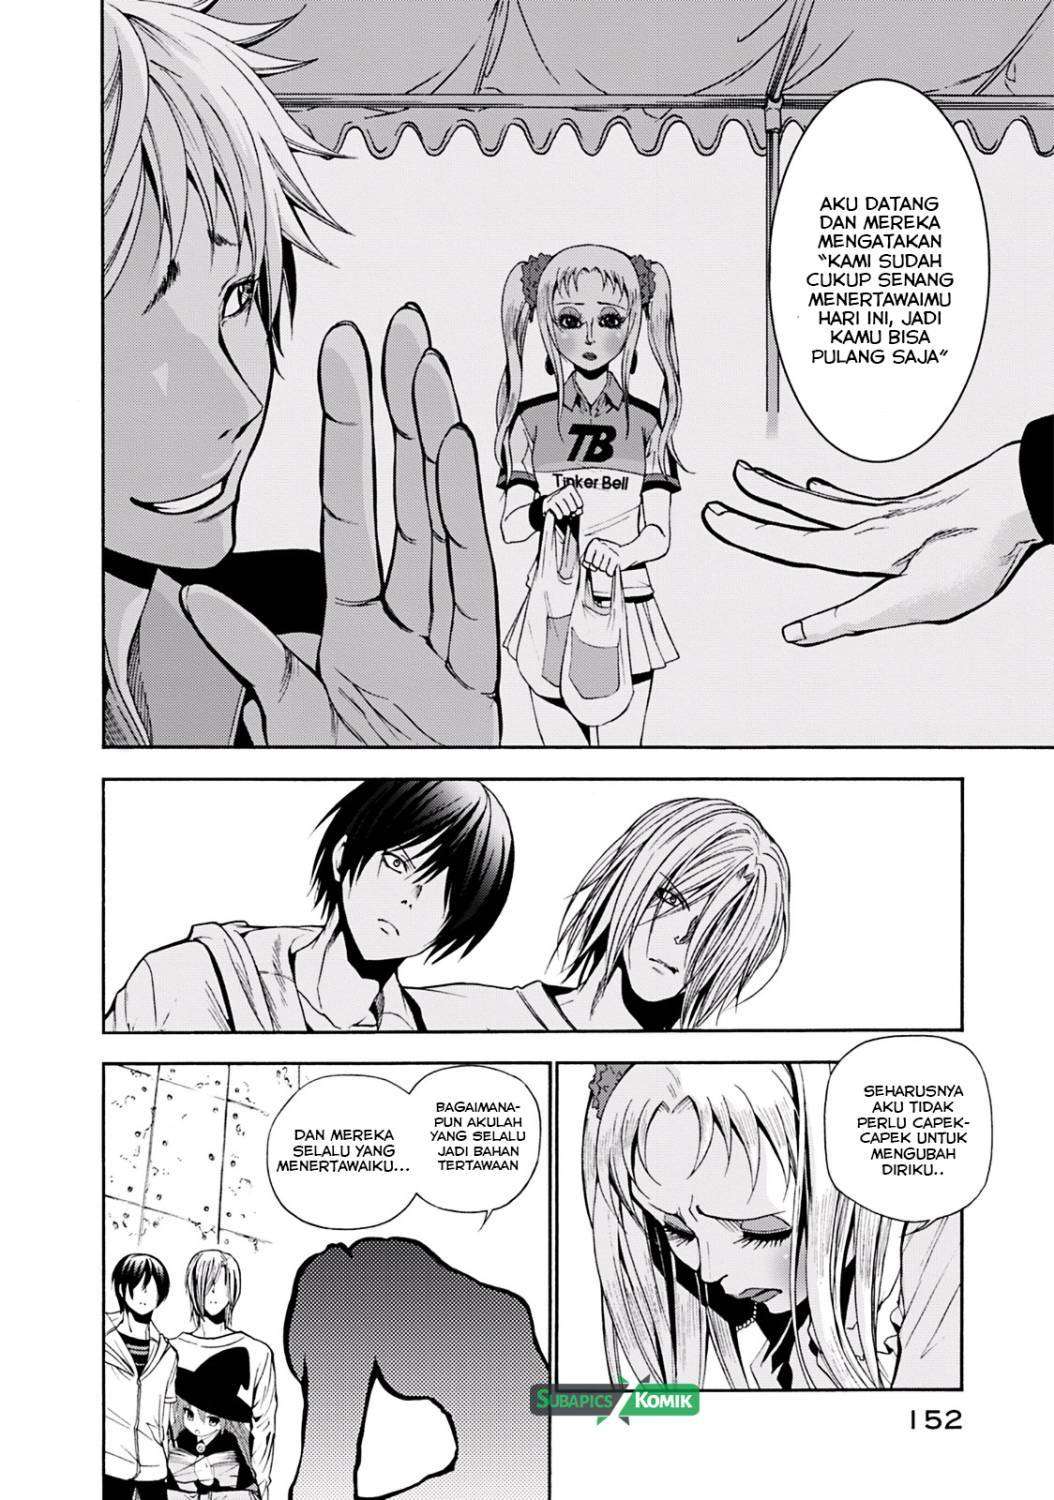 AKU DATANG
DAN MEREKA
MENGATAKAN
"KAMI SUDAH
CUKUP SENANG
MENERTAWAIMU
HARI INI, JADI
KAMU BISA
PULANG SAJA"
TB
Tinker Bell
SEHARUSNYA
AKU TIDAK
PERLU CAPEK-
CAPEK UNTUK
MENGUBAH
DIRIKU..
BAGAIMANA-
PUN AKULAH
YANG SELALU
JADI BAHAN
TERTAWAAN
DAN MEREKA
SELALU YANG
MENERTAWAIKU...
SUBAPICS KOMIK
152